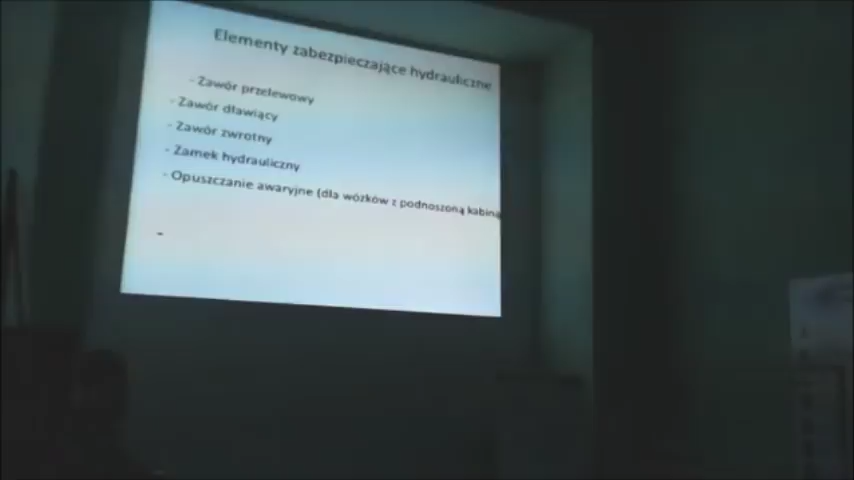 Elementy zabezpieczające hydrauliczne
- Zawór przelewowy
- Zawór dławiący
- Zawór zwrotny
- Zamek hydrauliczny
- Opuszczanie awaryjne (dla wózków z podnoszoną kabiną
-